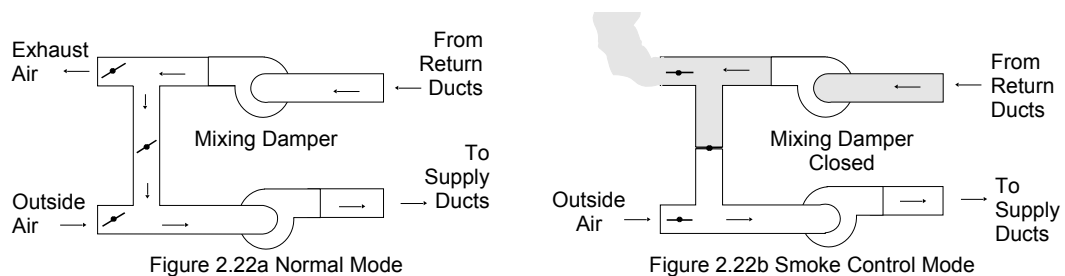 Exhaust
Air
From
Return
Ducts
Mixing Damper
To
Supply
Ducts
Outside
Air
Figure 2.22a Normal Mode
From
Return
Ducts
Mixing Damper
Closed
Outside
Air
To
Supply
Ducts
Figure 2.22b Smoke Control Mode